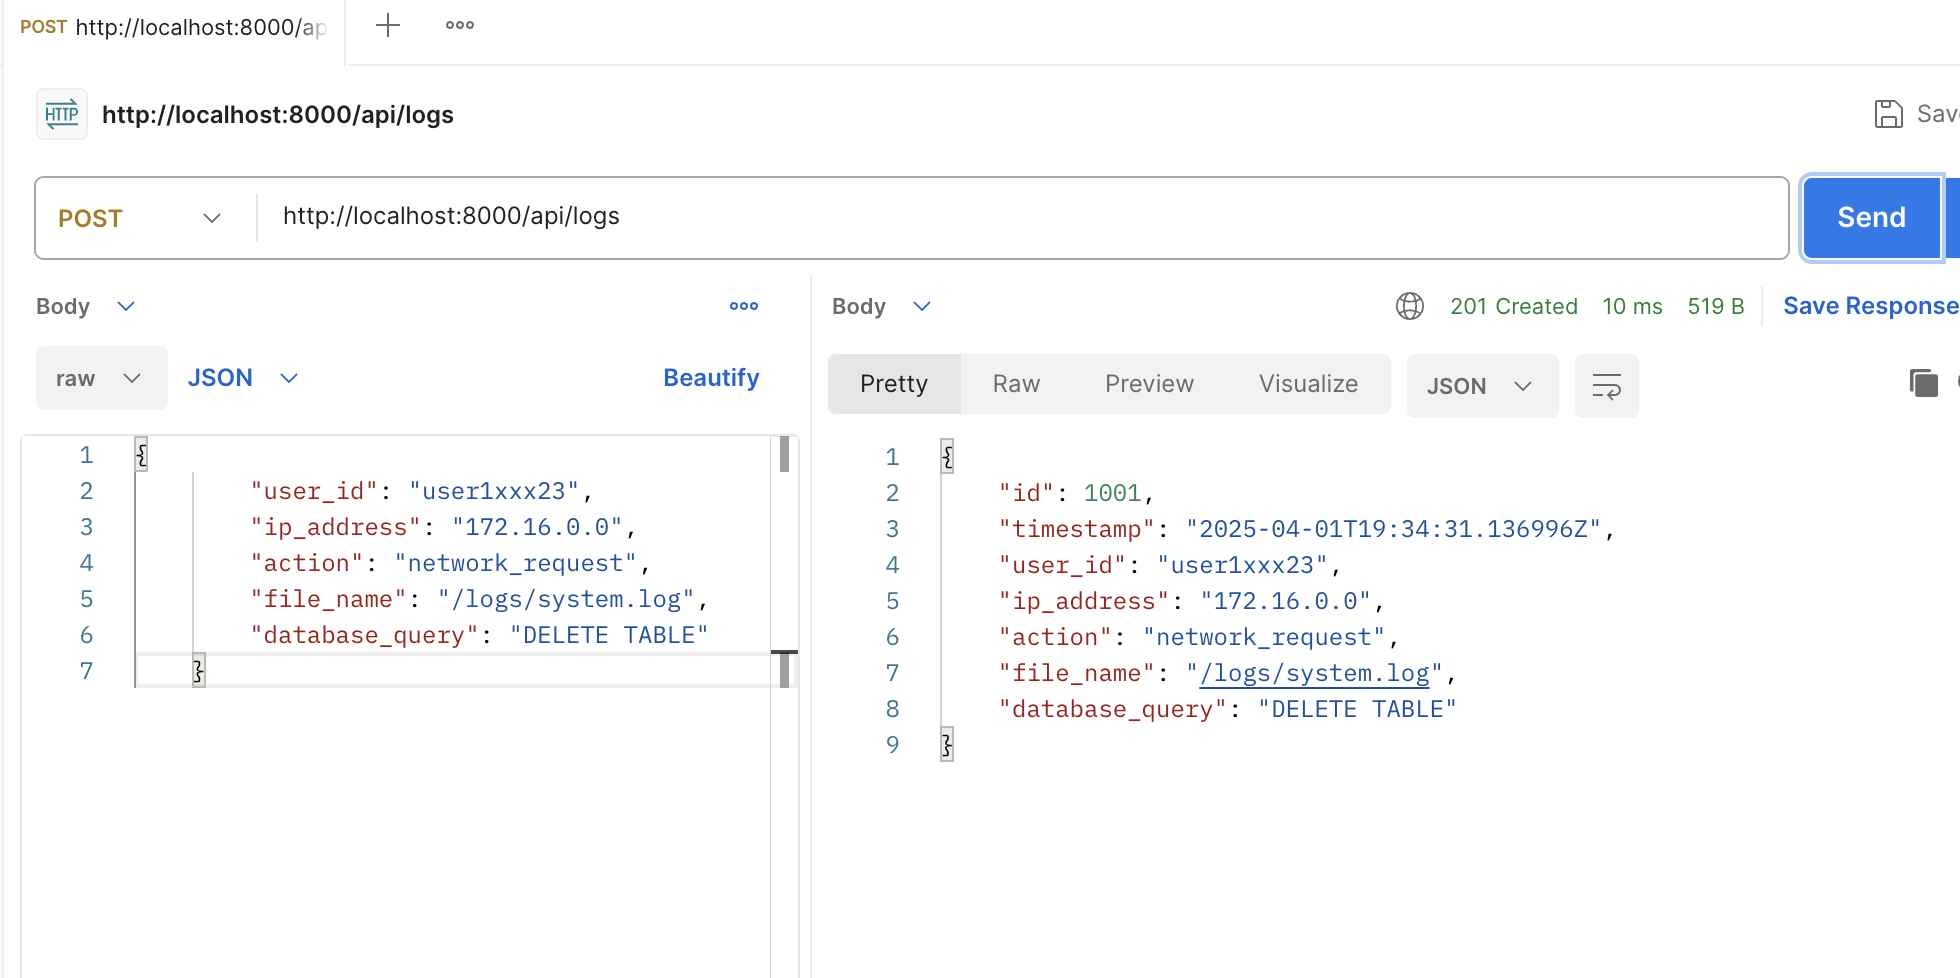 POST http://localhost:8000/ap
HTTP http://localhost:8000/api/logs
Sav
POST http://localhost:8000/api/logs
Send
Body
raw JSON Beautify
1 {
2 "user_id": "user1xxx23",
3 "ip_address": "172.16.0.0",
4 "action": "network_request",
5 "file_name": "/logs/system.log",
6 "database_query": "DELETE TABLE"
7 }
Body 201 Created 10 ms 519 B Save Response
Pretty Raw Preview Visualize JSON
1 {
2 "id": 1001,
3 "timestamp": "2025-04-01T19:34:31.136996Z",
4 "user_id": "user1xxx23",
5 "ip_address": "172.16.0.0",
6 "action": "network_request",
7 "file_name": "/logs/system.log",
8 "database_query": "DELETE TABLE"
9 }